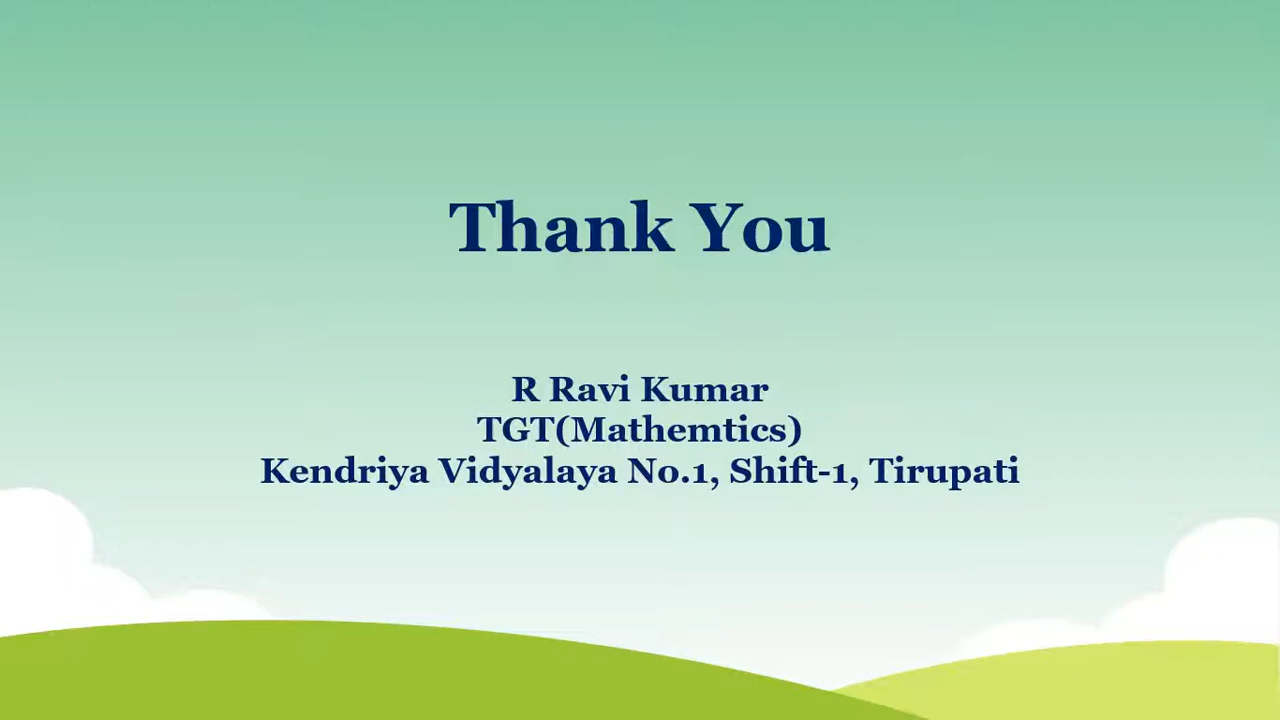 Thank You
R Ravi Kumar
TGT(Mathemtics)
Kendriya Vidyalaya No.1, Shift-1, Tirupati